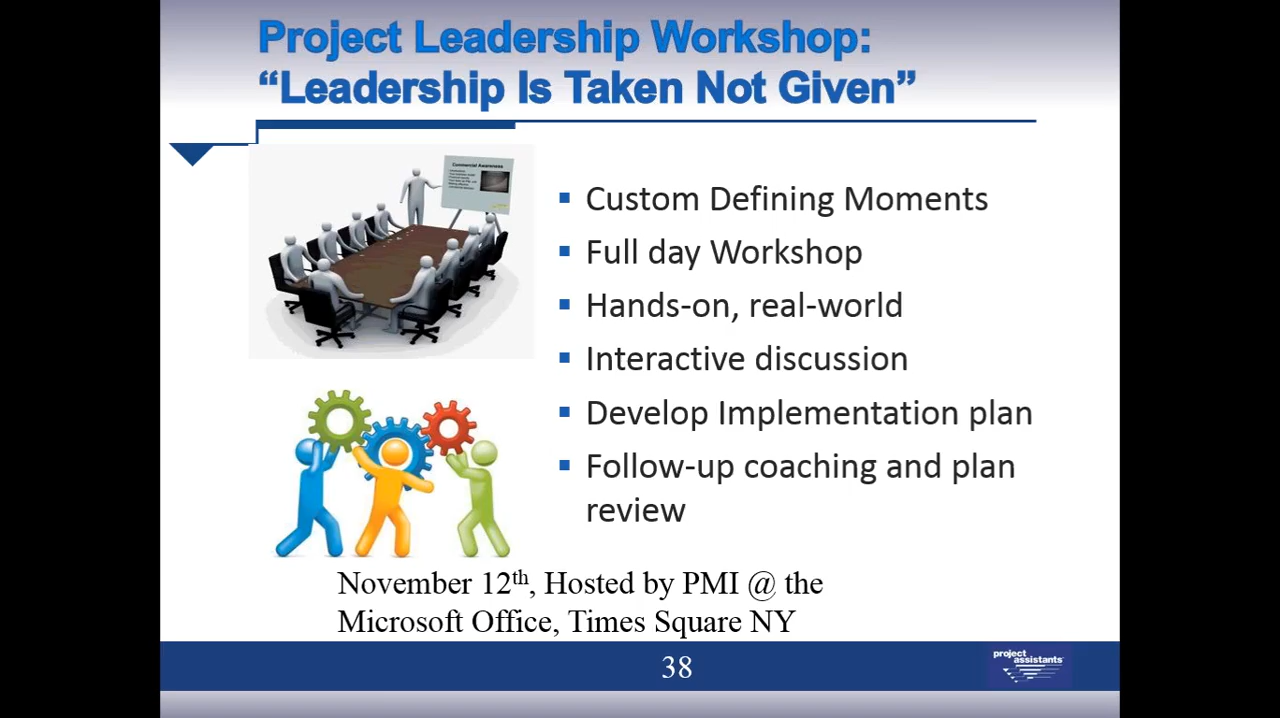 Project Leadership Workshop:
“Leadership Is Taken Not Given”
Commercial Awareness
▪ Custom Defining Moments
▪ Full day Workshop
▪ Hands-on, real-world
▪ Interactive discussion
▪ Develop Implementation plan
▪ Follow-up coaching and plan
review
November 12th, Hosted by PMI @ the
Microsoft Office, Times Square NY
38
project
assistants